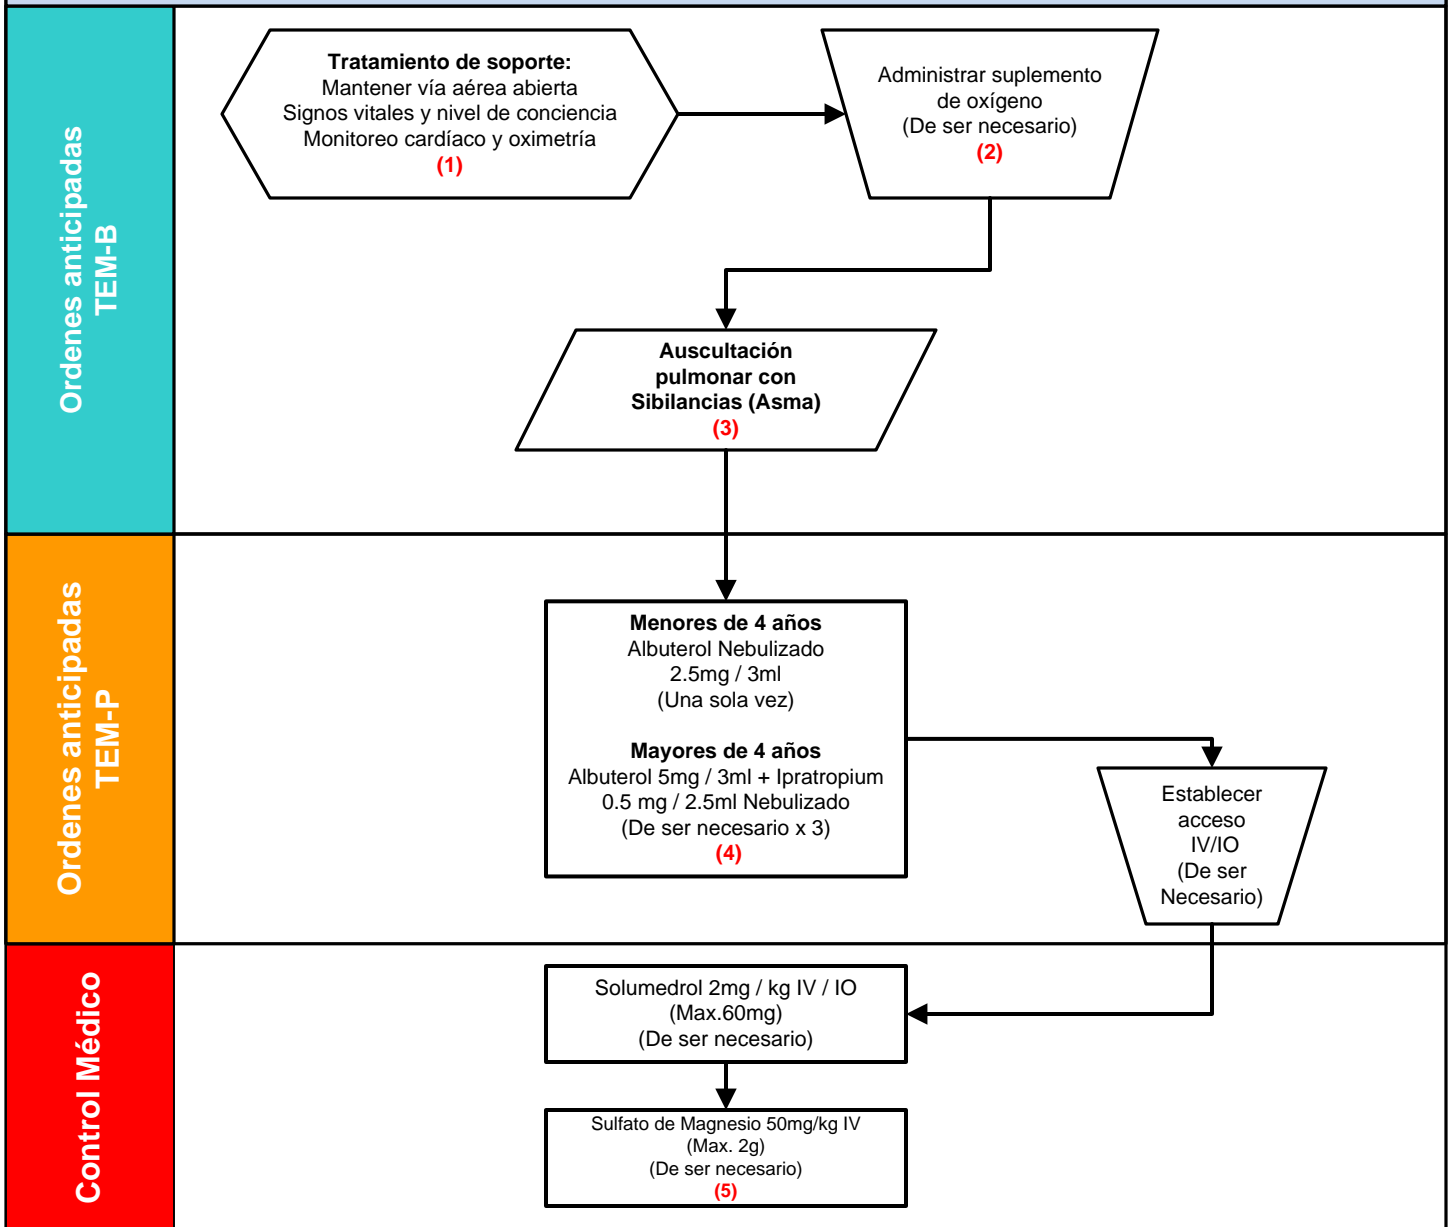 Ordenes anticipadas
TEM-B
Tratamiento de soporte:
Mantener vía aérea abierta
Signos vitales y nivel de conciencia
Monitoreo cardíaco y oximetría
(1)
Administrar suplemento
de oxígeno
(De ser necesario)
(2)
Auscultación
pulmonar con
Sibilancias (Asma)
(3)
Ordenes anticipadas
TEM-P
Menores de 4 años
Albuterol Nebulizado
2.5mg / 3ml
(Una sola vez)
Mayores de 4 años
Albuterol 5mg / 3ml + Ipratropium
0.5 mg / 2.5ml Nebulizado
(De ser necesario x 3)
(4)
Establecer
acceso
IV/IO
(De ser
Necesario)
Control Médico
Solumedrol 2mg / kg IV / IO
(Max.60mg)
(De ser necesario)
Sulfato de Magnesio 50mg/kg IV
(Max. 2g)
(De ser necesario)
(5)